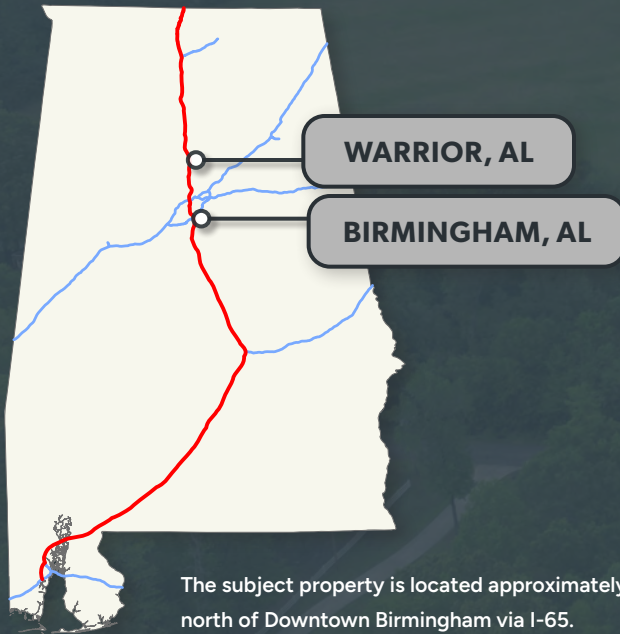 WARRIOR, AL
BIRMINGHAM, AL
The subject property is located approximately
north of Downtown Birmingham via I-65.